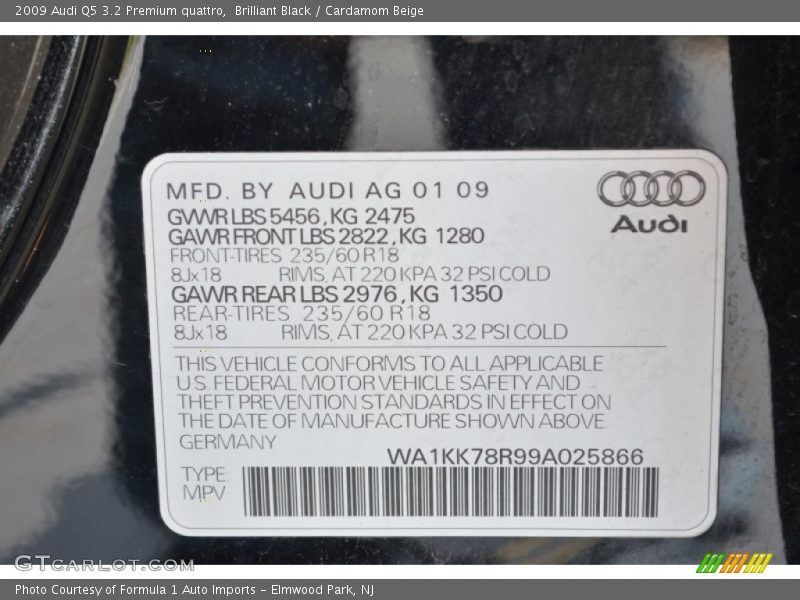 2009 Audi Q5 3.2 Premium quattro,  Brilliant Black / Cardamom Beige
MFD. BY AUDI AG 01 09
Audi
GVWR LBS 5456, KG 2475
GAWR FRONT LBS 2822, KG 1280
FRONT-TIRES 235/60 R18
8Jx18 RIMS, AT 220 KPA 32 PSI COLD
GAWR REAR LBS 2976, KG 1350
REAR-TIRES 235/60 R18
8Jx18 RIMS, AT 220 KPA 32 PSI COLD
THIS VEHICLE CONFORMS TO ALL APPLICABLE
U.S. FEDERAL MOTOR VEHICLE SAFETY AND
THEFT PREVENTION STANDARDS IN EFFECT ON
THE DATE OF MANUFACTURE SHOWN ABOVE.
GERMANY
WA1KK78R99A025866
TYPE:
MPV
GTCARLOT.COM
Photo Courtesy of Formula 1 Auto Imports - Elmwood Park, NJ